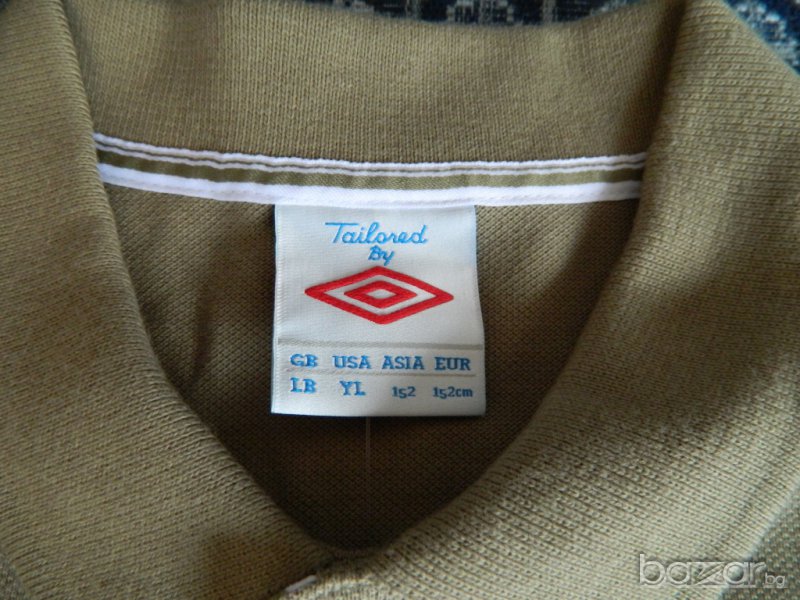 Tailored
By
GB USA ASIA EUR
LB YL 152 152cm
bazar.bg